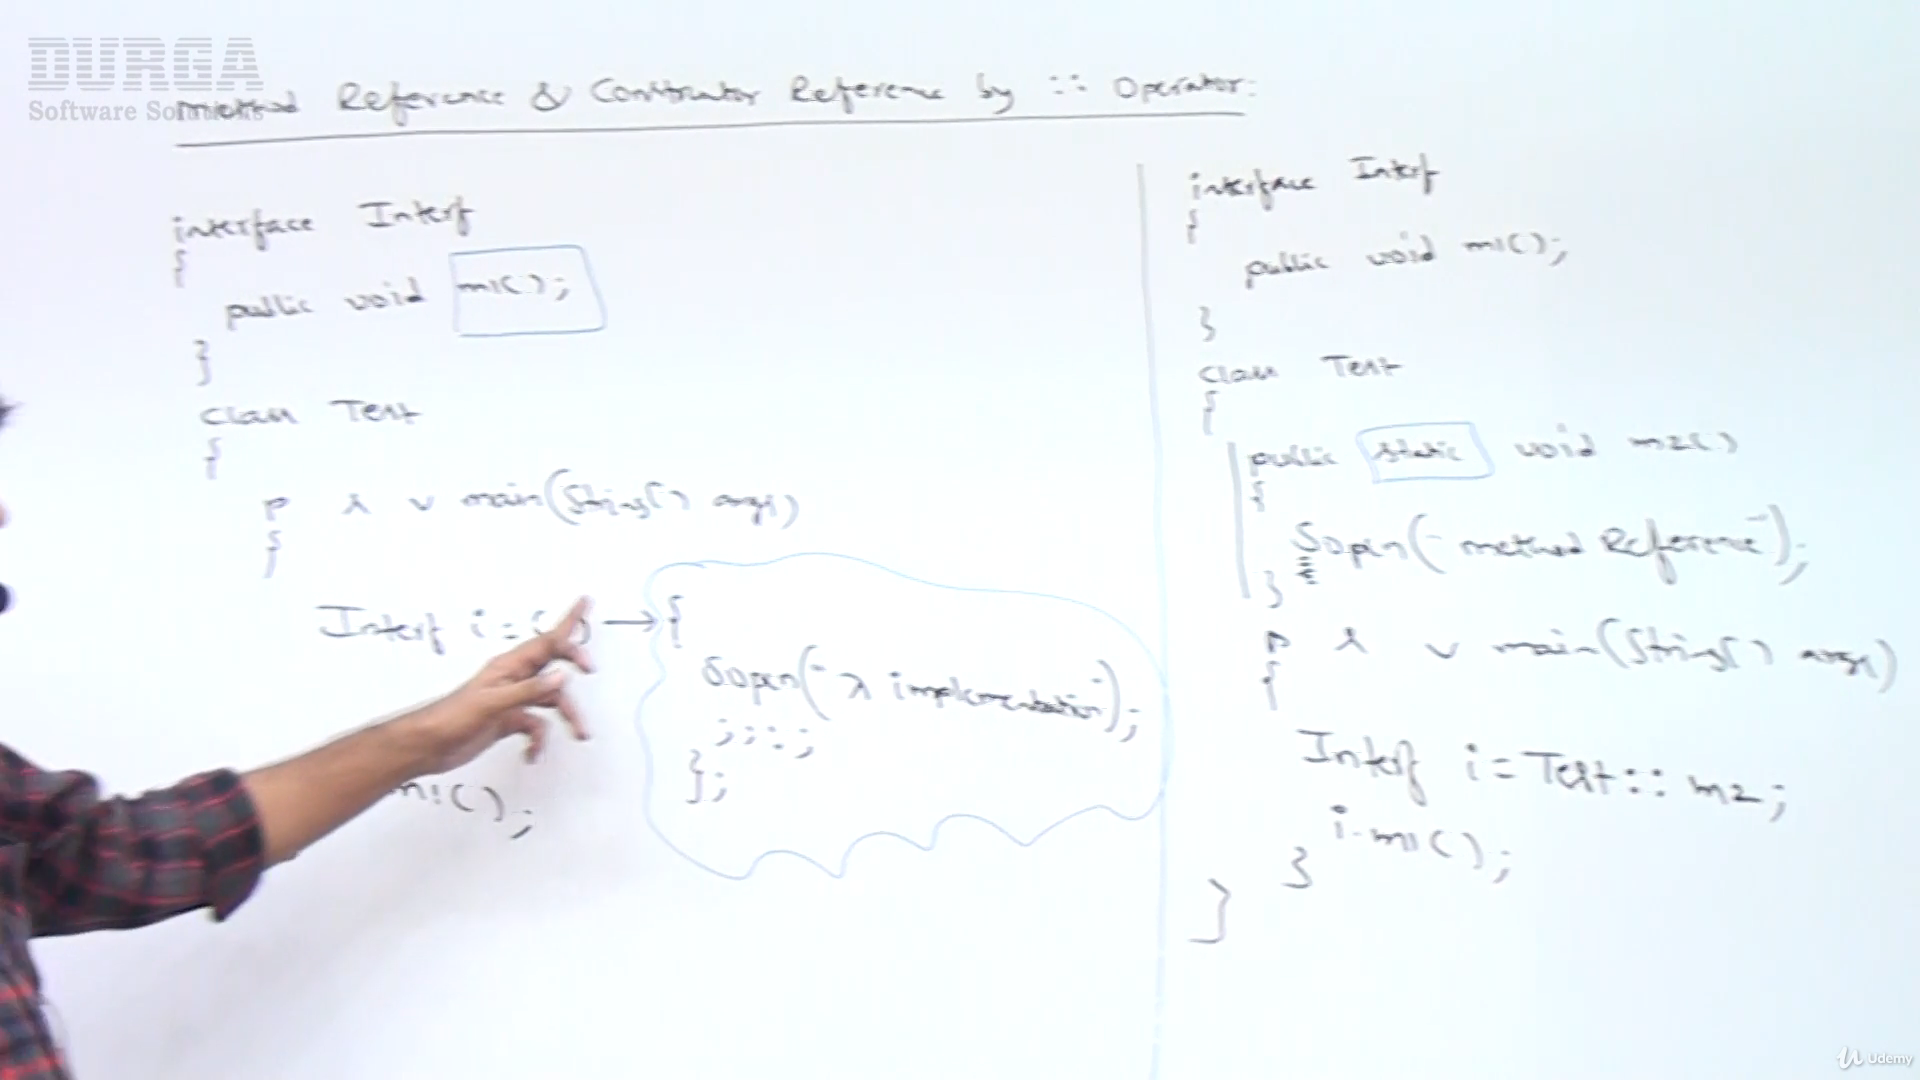 DURGA
Software Solutions
Method Reference & Constructor Reference by :: Operator:
interface Interf
{
public void m1();
}
class Test
{
p s v main(String[] args)
{
Interf i = () → {
Sopln("λ implementation");
;;:;
};
m1();
interface Interf
{
public void m1();
}
class Test
{
public static void m2()
{
Sopln("method Reference");
}
p s v main(String[] args)
{
Interf i = Test::m2;
i.m1();
}
}
Udemy